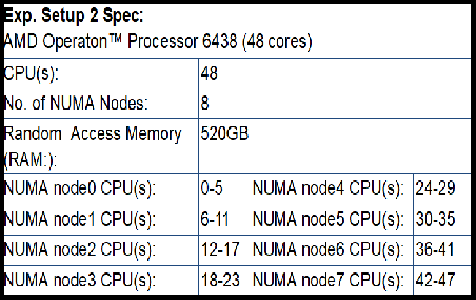 Exp. Setup 2 Spec:
AMD Operaton™ Processor 6438 (48 cores)
CPU(s): 48
No. of NUMA Nodes: 8
Random Access Memory 520GB
(RAM:):
NUMA node0 CPU(s): 0-5 NUMA node4 CPU(s): 24-29
NUMA node1 CPU(s): 6-11 NUMA node5 CPU(s): 30-35
NUMA node2 CPU(s): 12-17 NUMA node6 CPU(s): 36-41
NUMA node3 CPU(s): 18-23 NUMA node7 CPU(s): 42-47